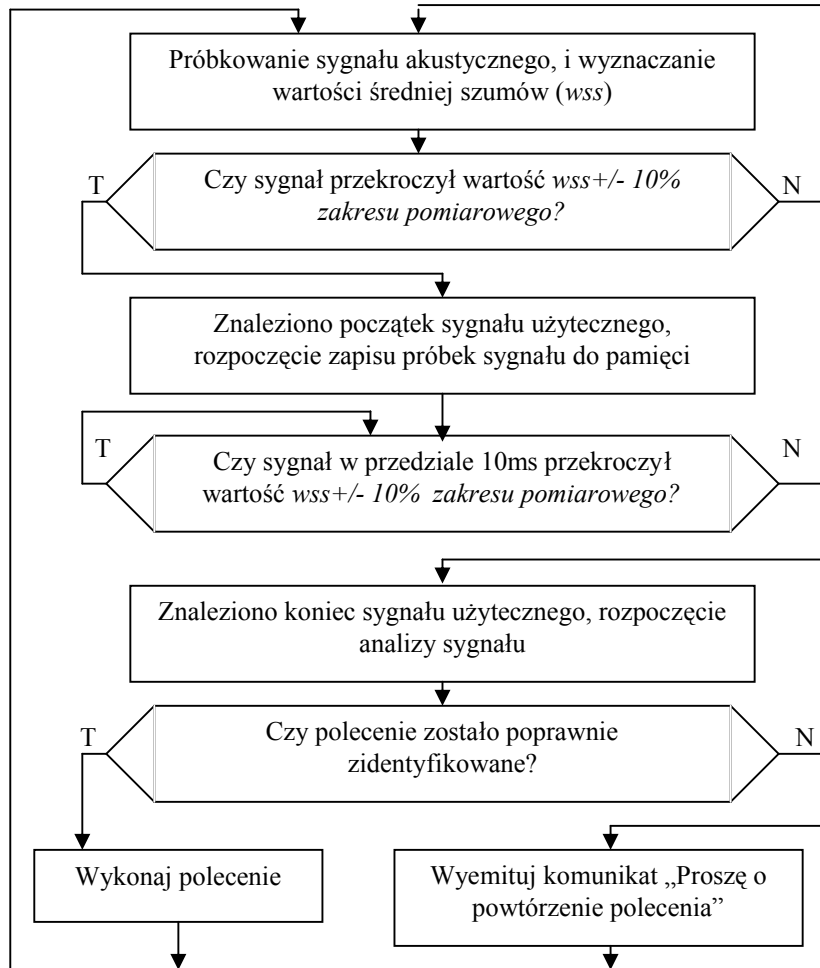 Próbkowanie sygnału akustycznego, i wyznaczanie
wartości średniej szumów (wss)
T
Czy sygnał przekroczył wartość wss+/- 10%
zakresu pomiarowego?
N
Znaleziono początek sygnału użytecznego,
rozpoczęcie zapisu próbek sygnału do pamięci
T
Czy sygnał w przedziale 10ms przekroczył
wartość wss+/- 10% zakresu pomiarowego?
N
Znaleziono koniec sygnału użytecznego, rozpoczęcie
analizy sygnału
T
Czy polecenie zostało poprawnie
zidentyfikowane?
N
Wykonaj polecenie
Wyemituj komunikat „Proszę o
powtórzenie polecenia”